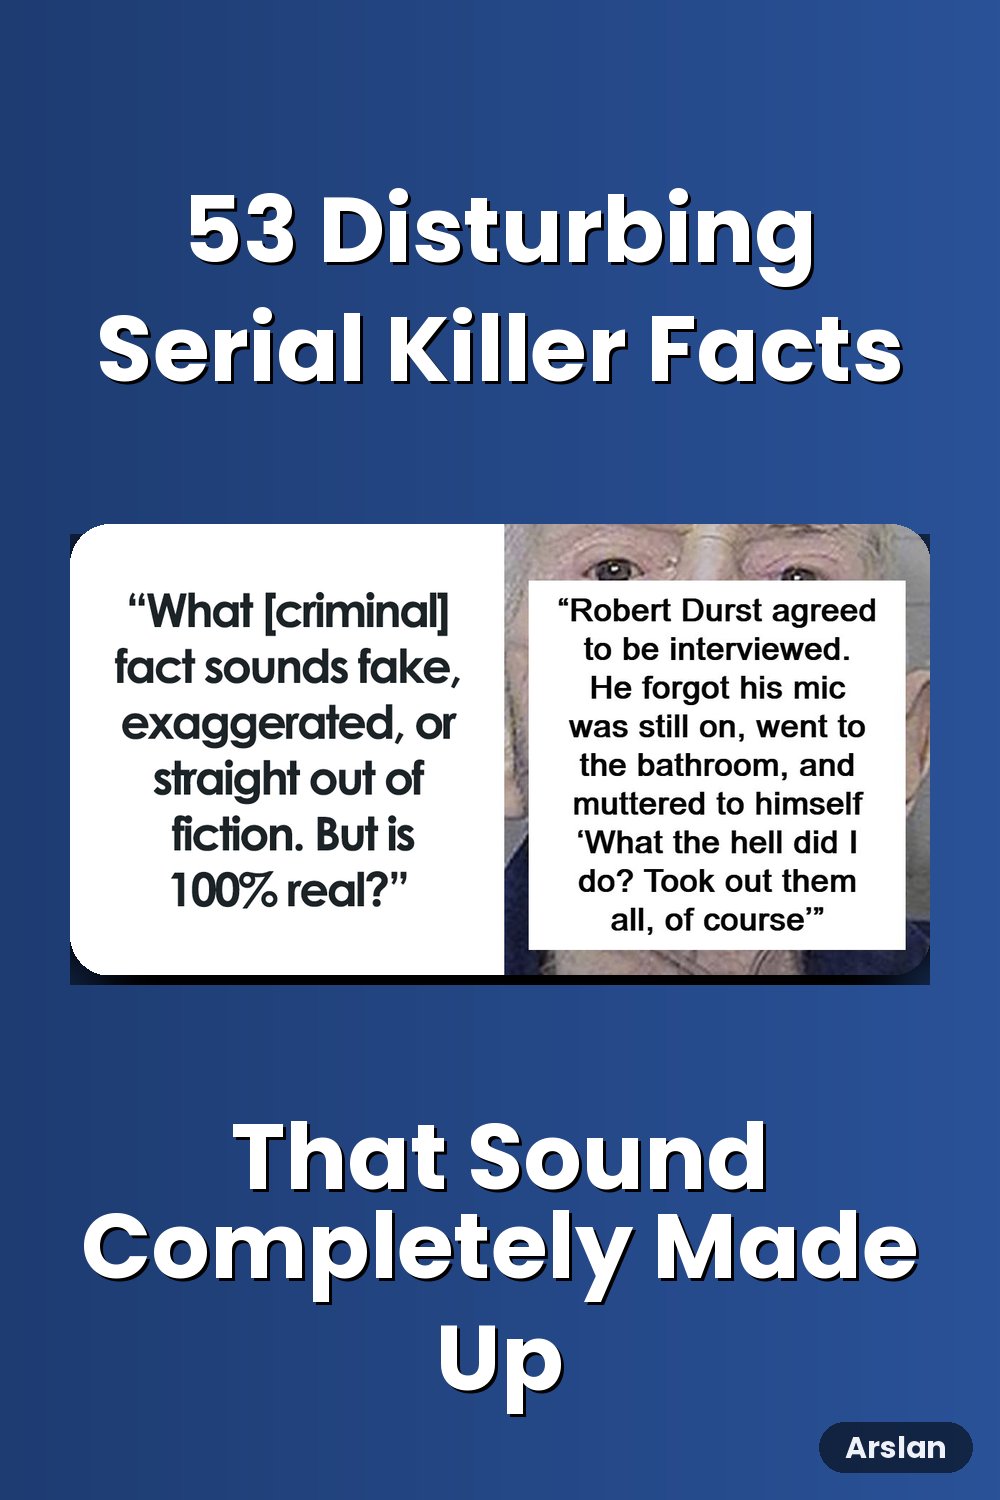 53 Disturbing
Serial Killer Facts
“What [criminal]
fact sounds fake,
exaggerated, or
straight out of
fiction. But is
100% real?”
“Robert Durst agreed
to be interviewed.
He forgot his mic
was still on, went to
the bathroom, and
muttered to himself
‘What the hell did I
do? Took out them
all, of course’”
That Sound
Completely Made
Up
Arslan